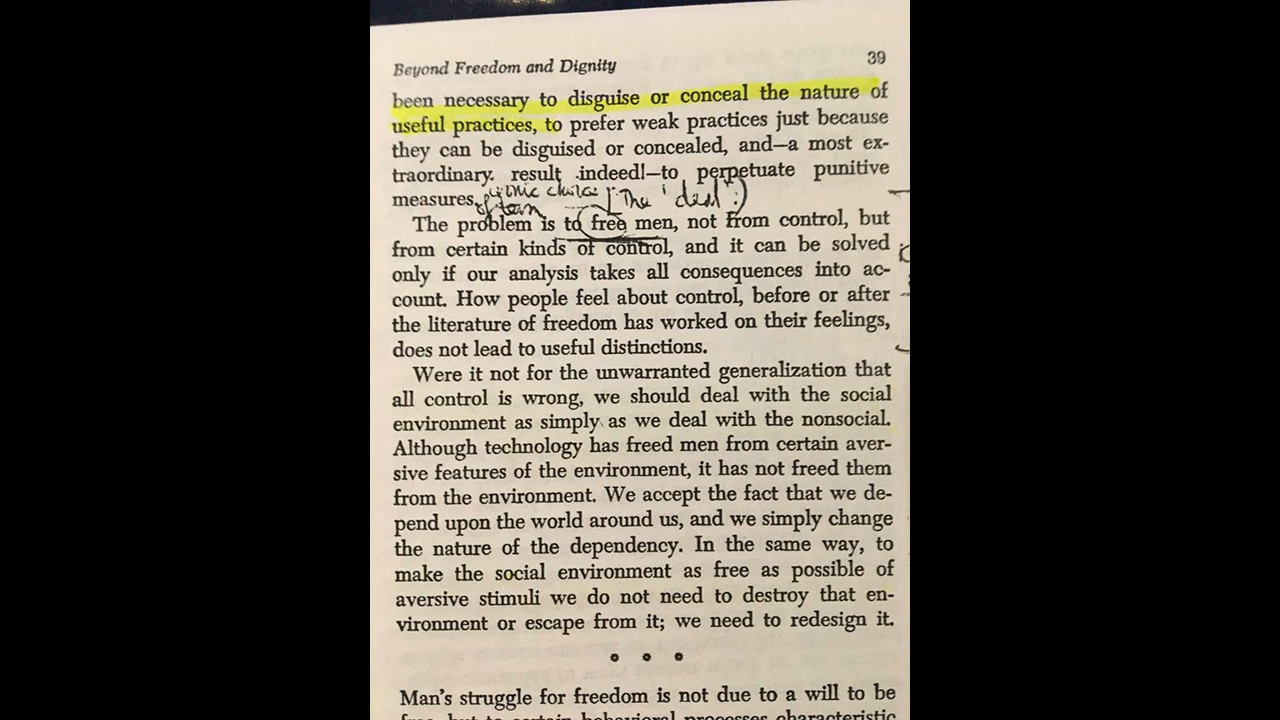 Beyond Freedom and Dignity 39
been necessary to disguise or conceal the nature of
useful practices, to prefer weak practices just because
they can be disguised or concealed, and—a most ex-
traordinary. result indeed!—to perpetuate punitive
measures.
choice [The 'deal')
The problem is to free men, not from control, but
from certain kinds of control, and it can be solved
only if our analysis takes all consequences into ac-
count. How people feel about control, before or after
the literature of freedom has worked on their feelings,
does not lead to useful distinctions.
Were it not for the unwarranted generalization that
all control is wrong, we should deal with the social
environment as simply as we deal with the nonsocial.
Although technology has freed men from certain aver-
sive features of the environment, it has not freed them
from the environment. We accept the fact that we de-
pend upon the world around us, and we simply change
the nature of the dependency. In the same way, to
make the social environment as free as possible of
aversive stimuli we do not need to destroy that en-
vironment or escape from it; we need to redesign it.
Man's struggle for freedom is not due to a will to be
free, but to certain behavioral processes characteristic